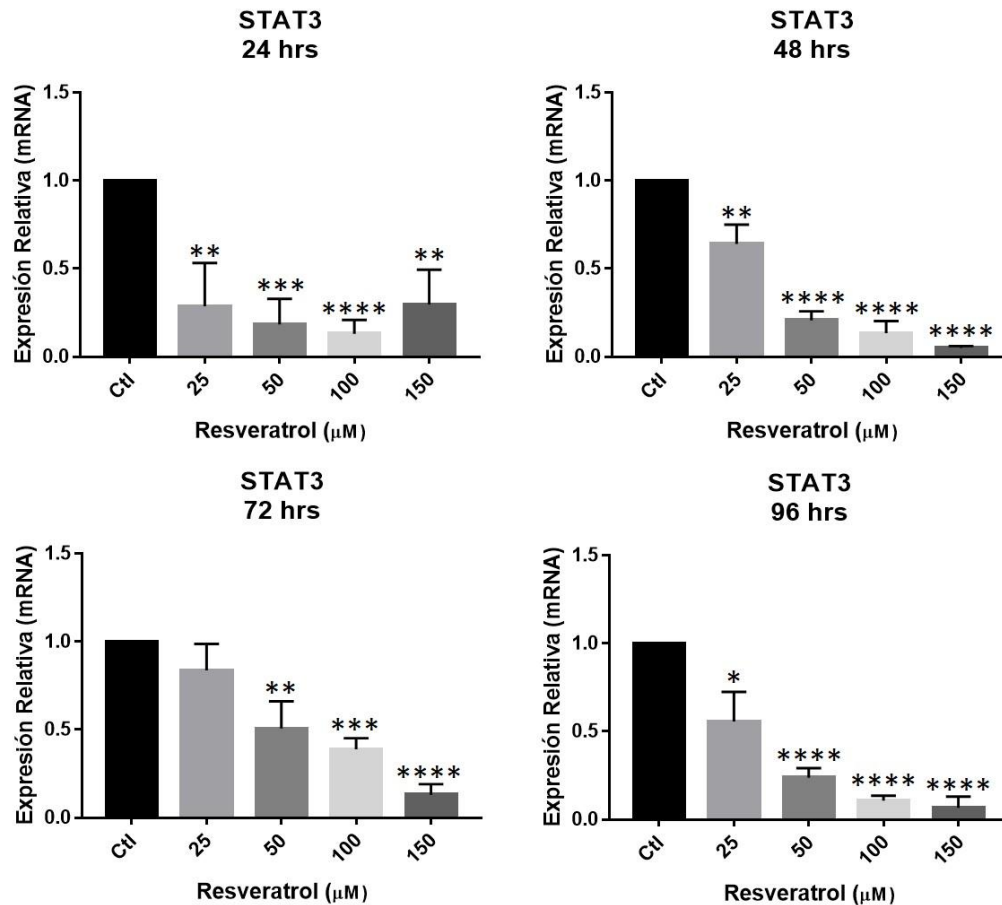 STAT3
24 hrs
Expresión Relativa (mRNA)
1.5
1.0
0.5
0.0
**
***
****
**
Ctl
25
50
100
150
Resveratrol (μM)
STAT3
48 hrs
Expresión Relativa (mRNA)
1.5
1.0
0.5
0.0
**
****
****
****
Ctl
25
50
100
150
Resveratrol (μM)
STAT3
72 hrs
Expresión Relativa (mRNA)
1.5
1.0
0.5
0.0
**
***
****
Ctl
25
50
100
150
Resveratrol (μM)
STAT3
96 hrs
Expresión Relativa (mRNA)
1.5
1.0
0.5
0.0
*
****
****
****
Ctl
25
50
100
150
Resveratrol (μM)